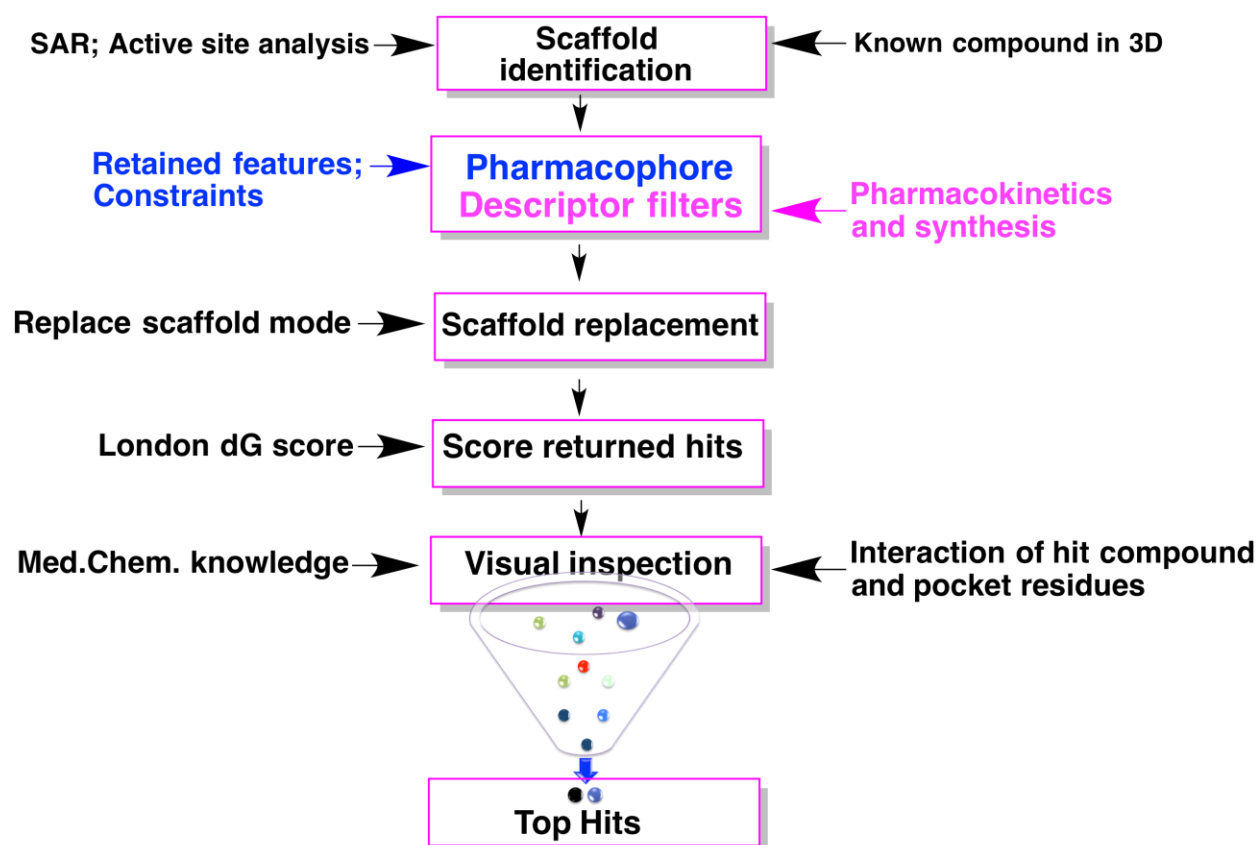 SAR; Active site analysis
Scaffold
identification
Known compound in 3D
Retained features;
Constraints
Pharmacophore
Descriptor filters
Pharmacokinetics
and synthesis
Replace scaffold mode
Scaffold replacement
London dG score
Score returned hits
Med.Chem. knowledge
Visual inspection
Interaction of hit compound
and pocket residues
Top Hits